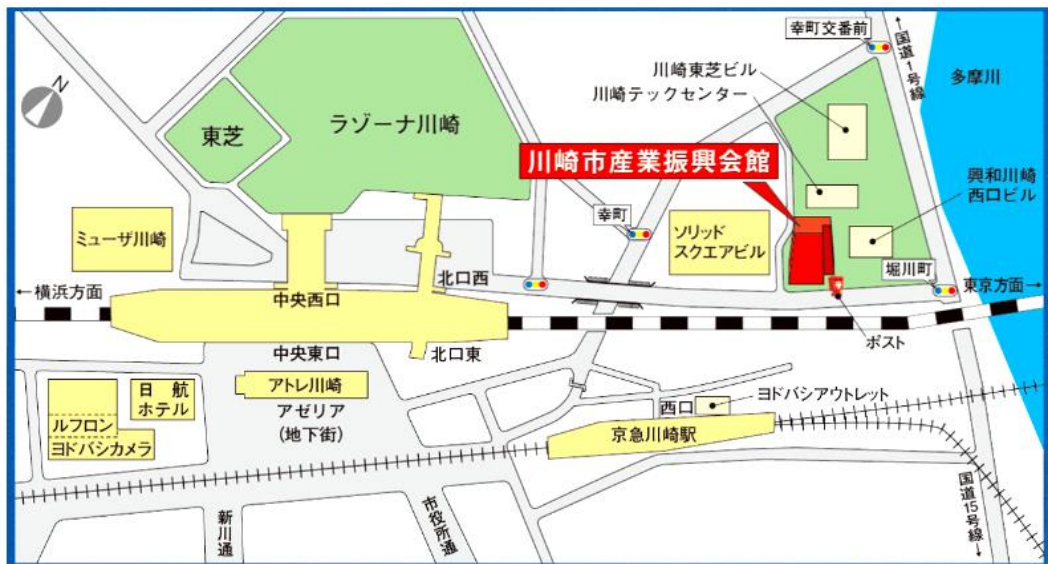 N
東芝
ラゾーナ川崎
幸町交番前
←国道1号線
多摩川
川崎東芝ビル
川崎テックセンター
川崎市産業振興会館
興和川崎
西口ビル
ミューザ川崎
幸町
ソリッド
スクエアビル
堀川町
←横浜方面
中央西口
北口西
東京方面→
中央東口
北口東
ポスト
日航
ホテル
ルフロン
ヨドバシカメラ
アトレ川崎
アゼリア
(地下街)
西口
ヨドバシアウトレット
京急川崎駅
新川通
市役所通
国道15号線→